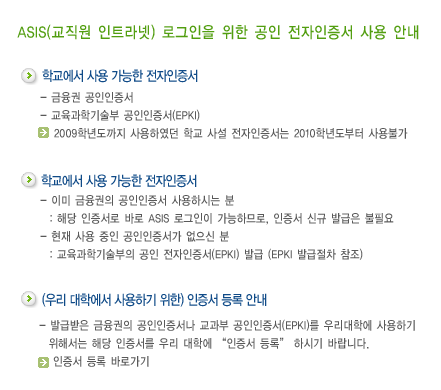 ASIS(교직원 인트라넷) 로그인을 위한 공인 전자인증서 사용 안내
학교에서 사용 가능한 전자인증서
- 금융권 공인인증서
- 교육과학기술부 공인인증서(EPKI)
2009학년도까지 사용하였던 학교 사설 전자인증서는 2010학년도부터 사용불가
학교에서 사용 가능한 전자인증서
- 이미 금융권의 공인인증서 사용하시는 분
: 해당 인증서로 바로 ASIS 로그인이 가능하므로, 인증서 신규 발급은 불필요
- 현재 사용 중인 공인인증서가 없으신 분
: 교육과학기술부의 공인 전자인증서(EPKI) 발급 (EPKI 발급절차 참조)
(우리 대학에서 사용하기 위한) 인증서 등록 안내
- 발급받은 금융권의 공인인증서나 교과부 공인인증서(EPKI)를 우리대학에 사용하기
위해서는 해당 인증서를 우리 대학에 “인증서 등록” 하시기 바랍니다.
인증서 등록 바로가기